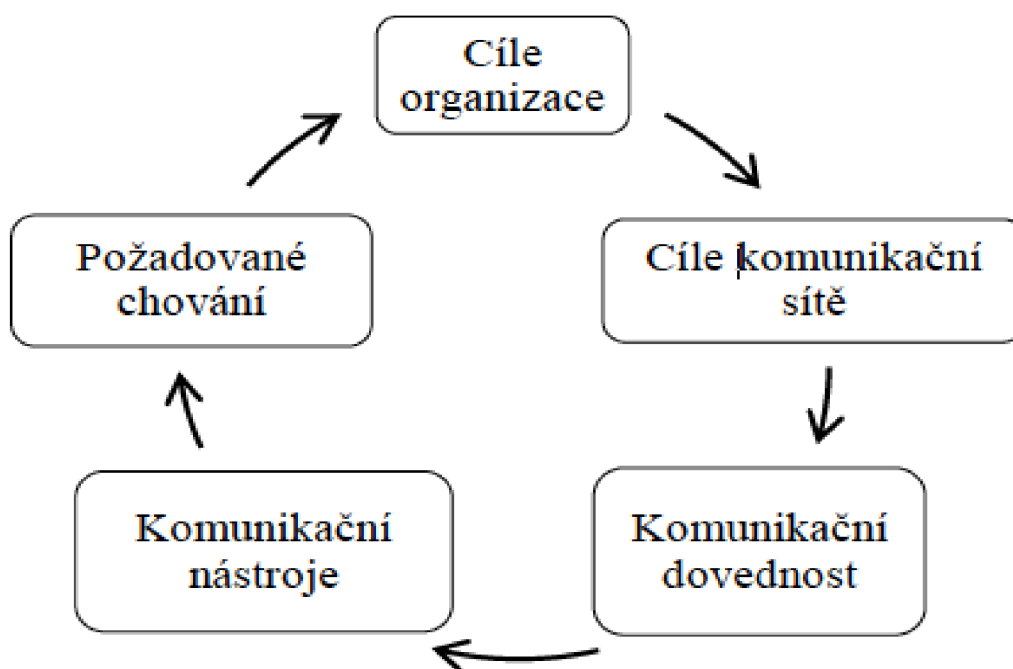 Cíle
organizace
Cíle komunikační
sítě
Komunikační
dovednost
Komunikační
nástroje
Požadované
chování